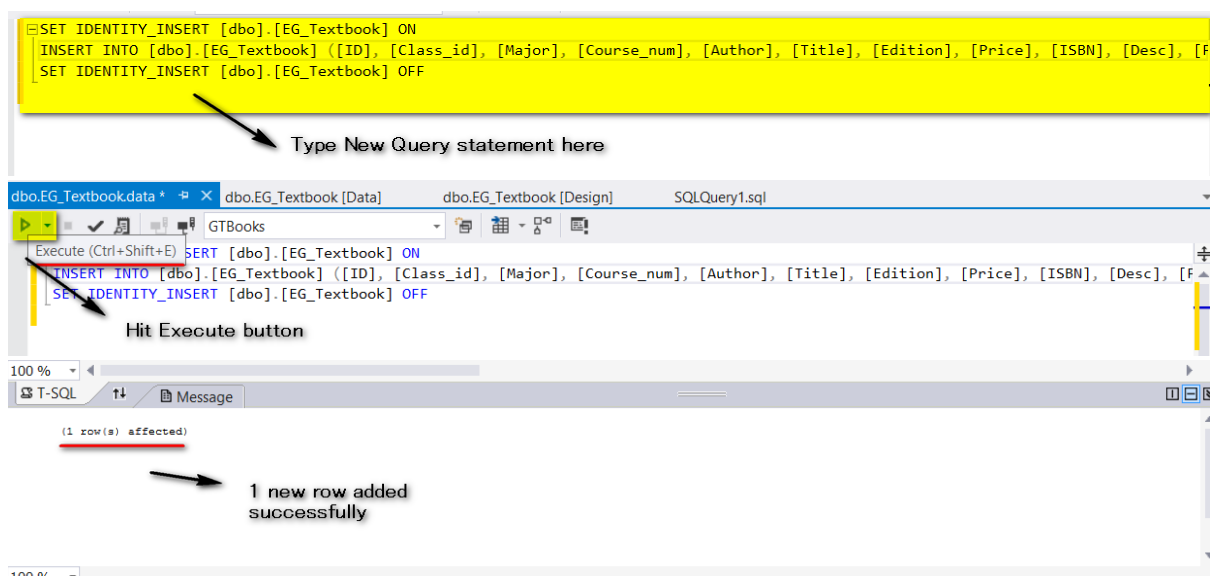 SET IDENTITY_INSERT [dbo].[EG_Textbook] ON
INSERT INTO [dbo].[EG_Textbook] ([ID], [Class_id], [Major], [Course_num], [Author], [Title], [Edition], [Price], [ISBN], [Desc],
SET IDENTITY_INSERT [dbo].[EG_Textbook] OFF
Type New Query statement here
dbo.EG_Textbook.data * dbo.EG_Textbook [Data] dbo.EG_Textbook [Design] SQLQuery1.sql
GTBooks
Execute (Ctrl+Shift+E) SERT [dbo].[EG_Textbook] ON
INSERT INTO [dbo].[EG_Textbook] ([ID], [Class_id], [Major], [Course_num], [Author], [Title], [Edition], [Price], [ISBN], [Desc],
SET IDENTITY_INSERT [dbo].[EG_Textbook] OFF
Hit Execute button
100 %
T-SQL Message
(1 row(s) affected)
1 new row added
successfully
100 %